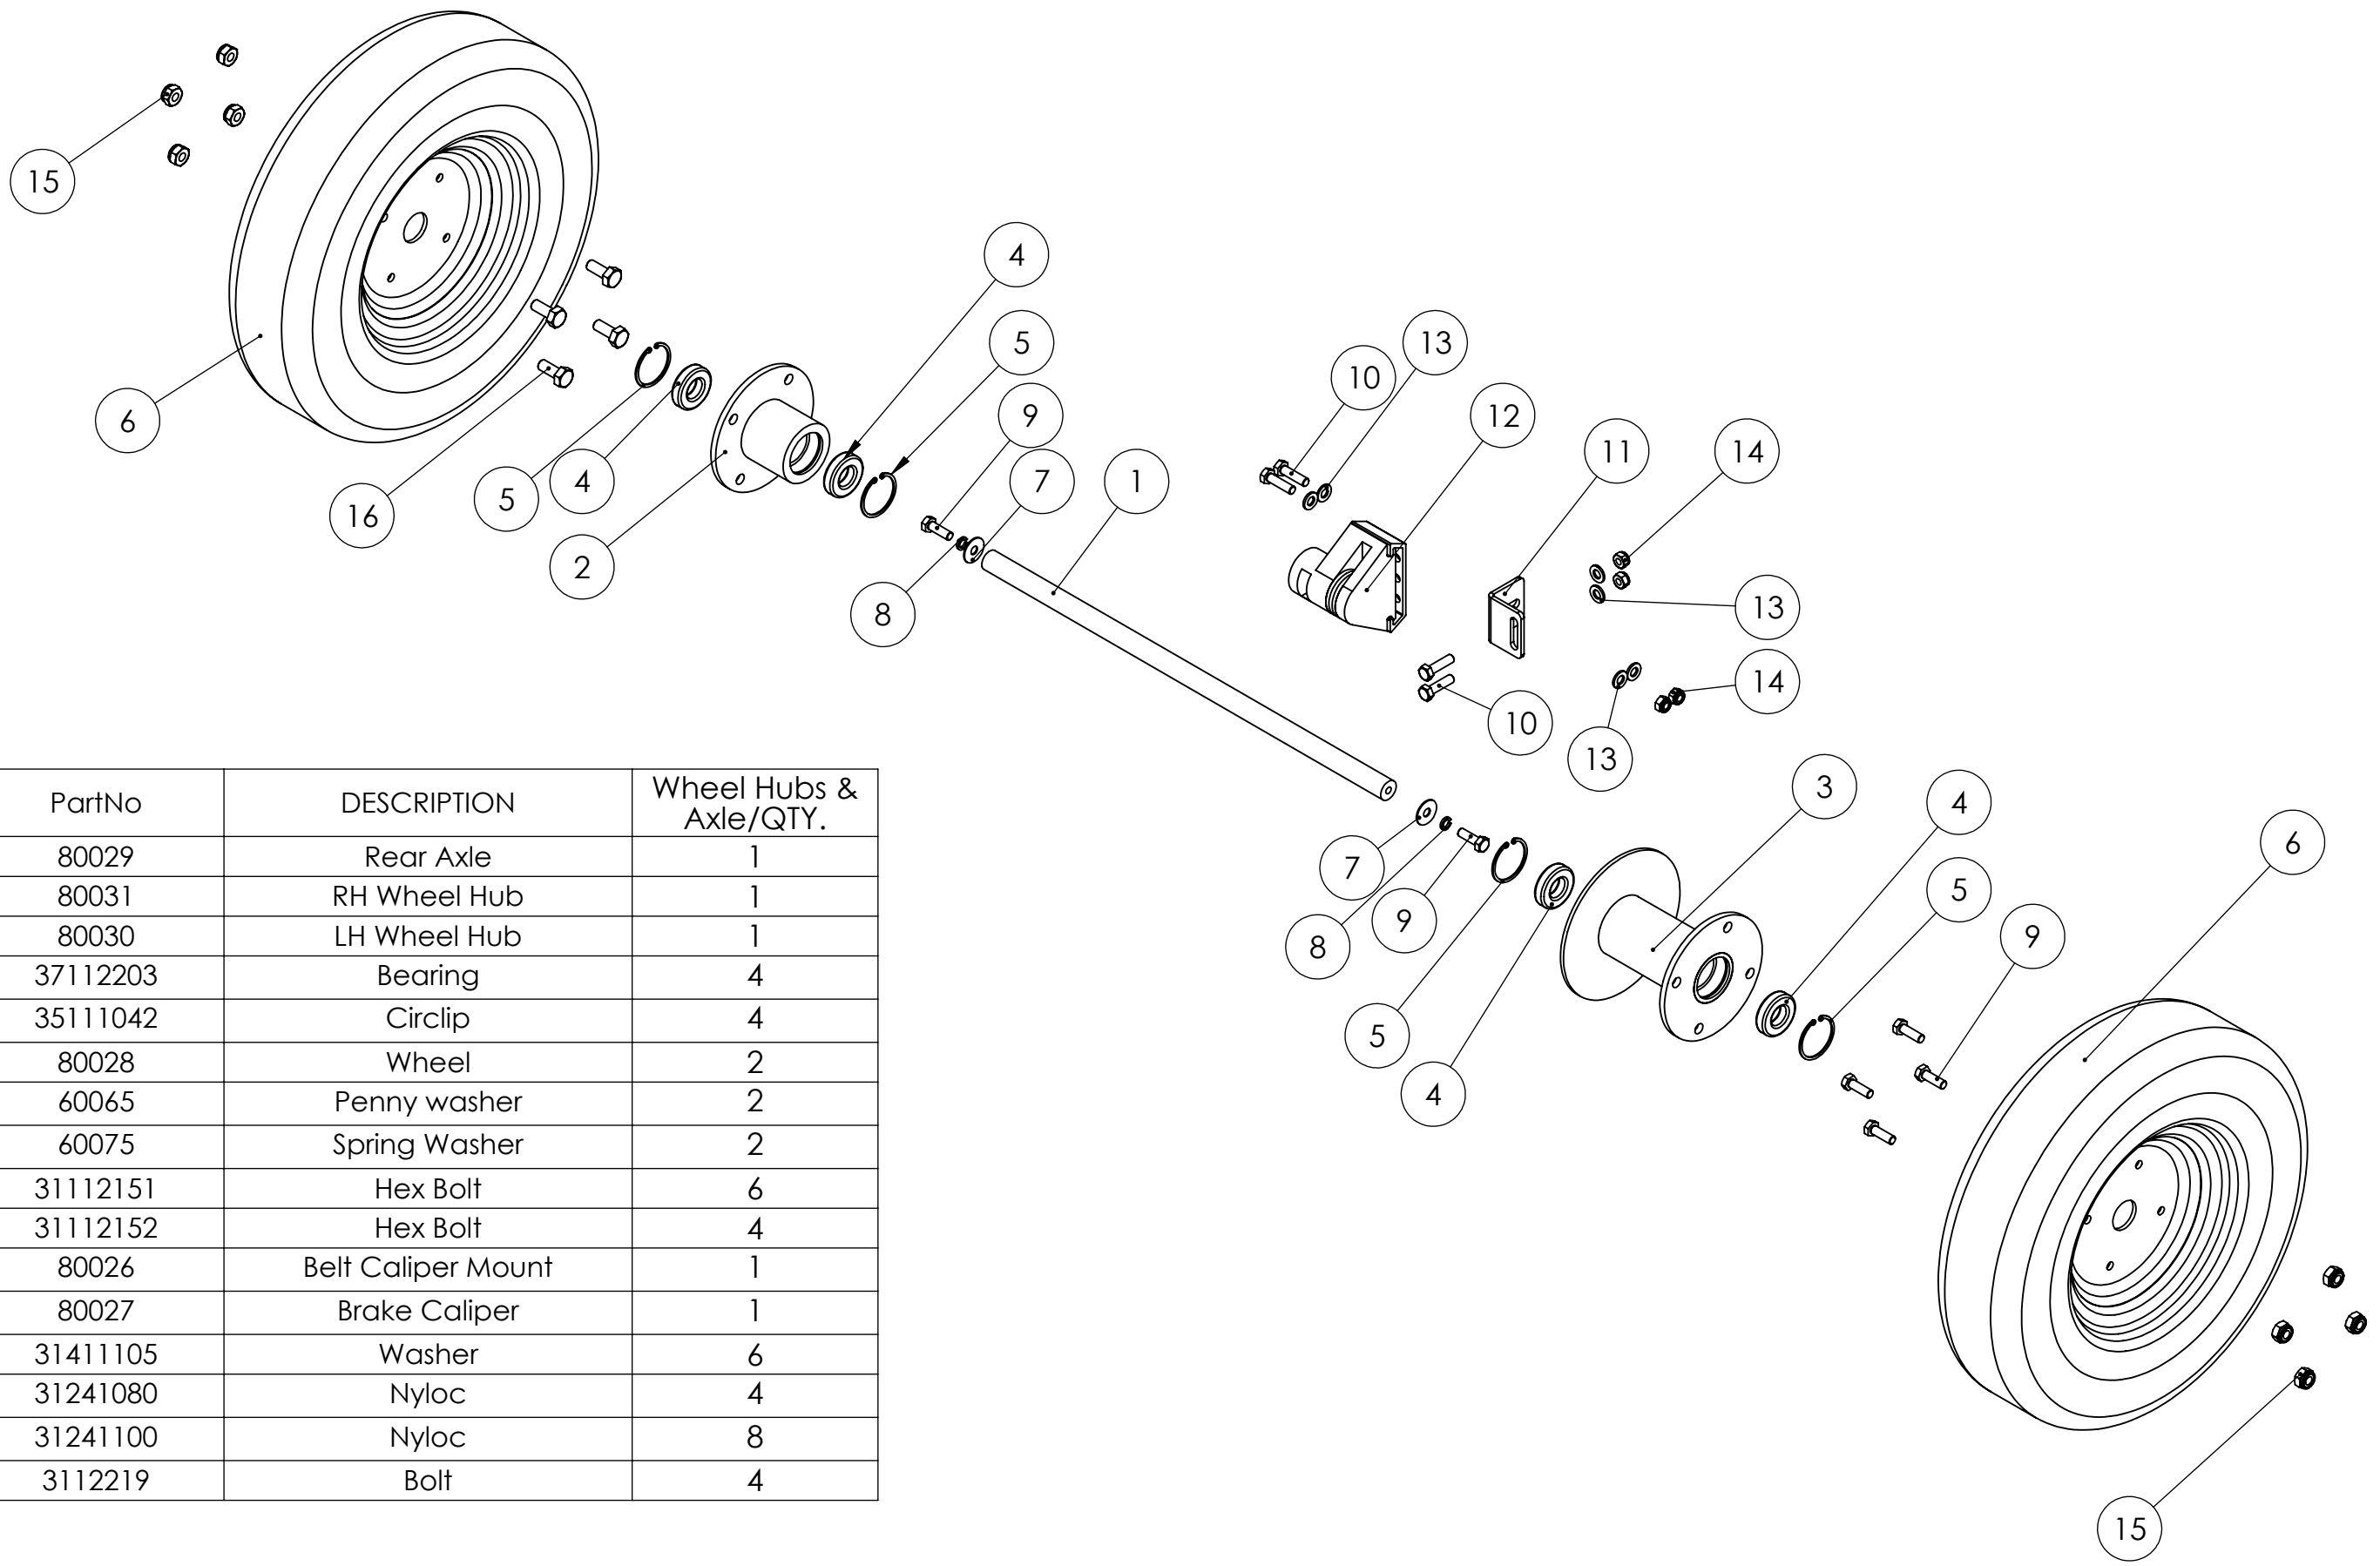 15
6
16
5
4
2
4
5
9
7
8
1
10
13
12
11
14
13
14
10
13
3
4
5
6
9
7
8
9
5
4
15
PartNo DESCRIPTION Wheel Hubs &
Axle/QTY.
80029 Rear Axle 1
80031 RH Wheel Hub 1
80030 LH Wheel Hub 1
37112203 Bearing 4
35111042 Circlip 4
80028 Wheel 2
60065 Penny washer 2
60075 Spring Washer 2
31112151 Hex Bolt 6
31112152 Hex Bolt 4
80026 Belt Caliper Mount 1
80027 Brake Caliper 1
31411105 Washer 6
31241080 Nyloc 4
31241100 Nyloc 8
3112219 Bolt 4